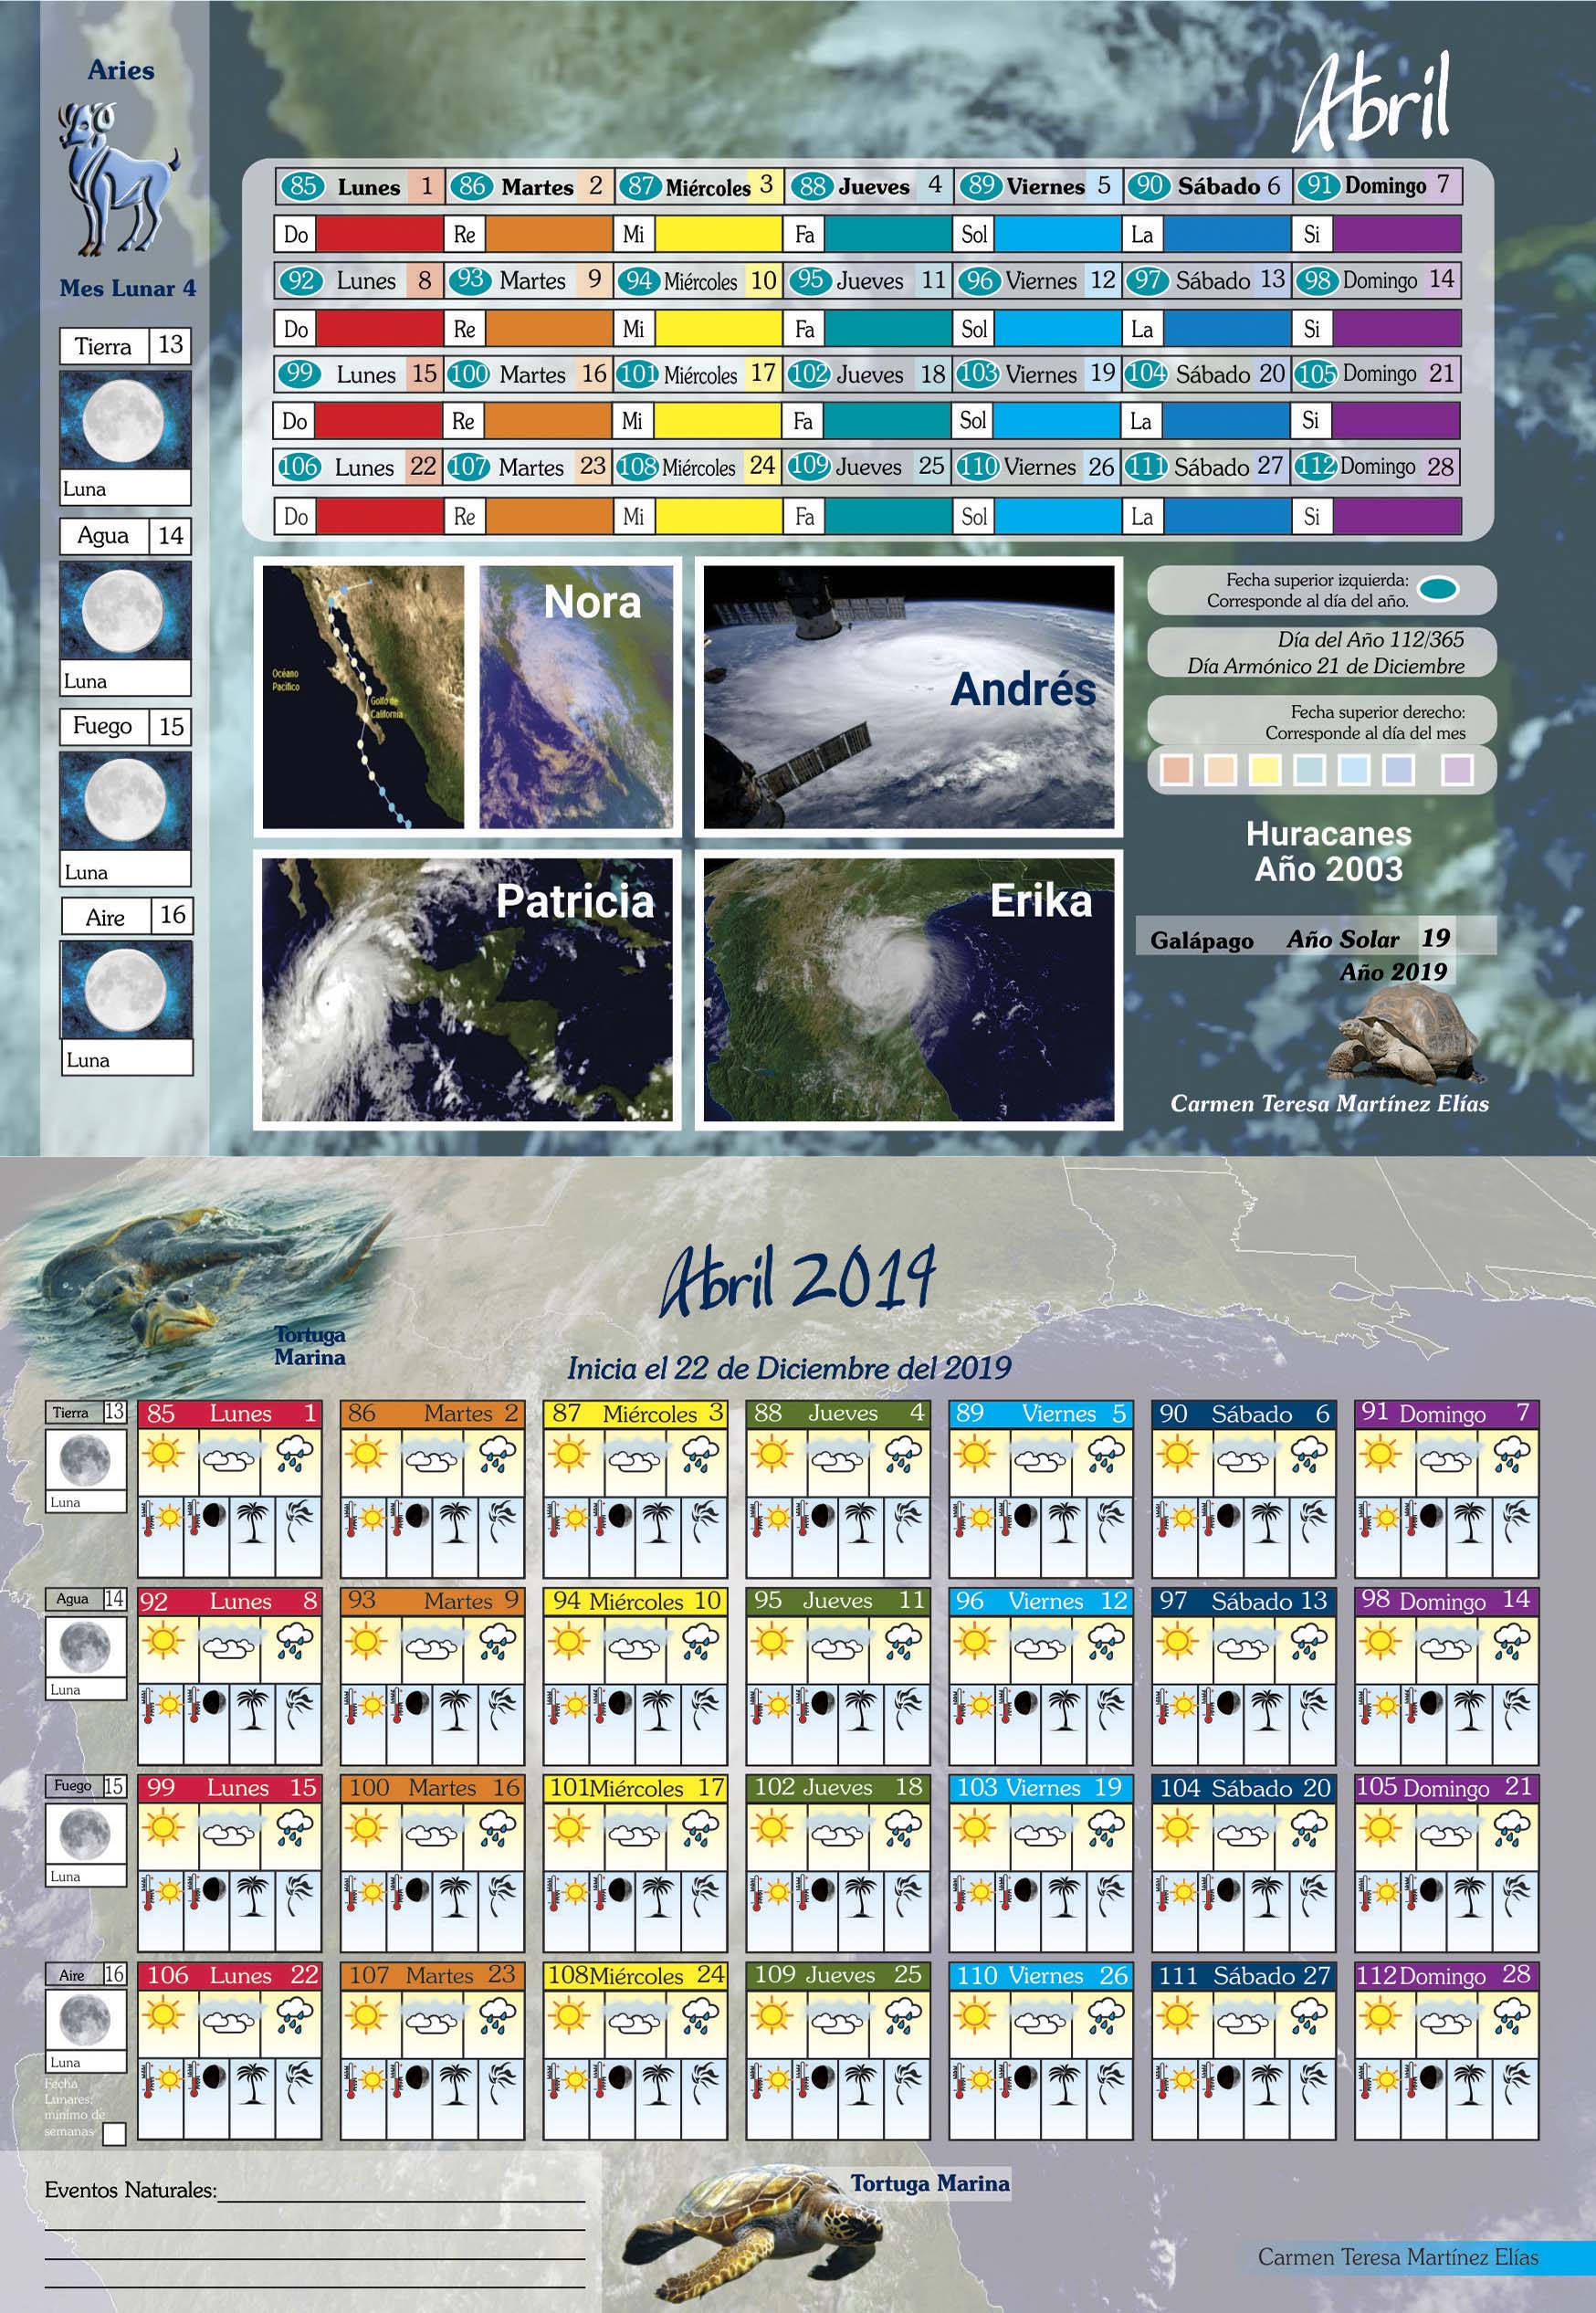 Aries
Mes Lunar 4
Tierra 13
Luna
Agua 14
Luna
Fuego 15
Luna
Aire 16
Luna
Abril
85 Lunes 1 86 Martes 2 87 Miércoles 3 88 Jueves 4 89 Viernes 5 90 Sábado 6 91 Domingo 7
Do Re Mi Fa Sol La Si
92 Lunes 8 93 Martes 9 94 Miércoles 10 95 Jueves 11 96 Viernes 12 97 Sábado 13 98 Domingo 14
Do Re Mi Fa Sol La Si
99 Lunes 15 100 Martes 16 101 Miércoles 17 102 Jueves 18 103 Viernes 19 104 Sábado 20 105 Domingo 21
Do Re Mi Fa Sol La Si
106 Lunes 22 107 Martes 23 108 Miércoles 24 109 Jueves 25 110 Viernes 26 111 Sábado 27 112 Domingo 28
Do Re Mi Fa Sol La Si
Océano
Pacífico
Golfo de
California
Nora
Andrés
Patricia
Erika
Fecha superior izquierda:
Corresponde al día del año.
Día del Año 112/365
Día Armónico 21 de Diciembre
Fecha superior derecho:
Corresponde al día del mes
Huracanes
Año 2003
Galápago Año Solar 19
Año 2019
Carmen Teresa Martínez Elías
Tortuga
Marina
Abril 2019
Inicia el 22 de Diciembre del 2019
Tierra 13 85 Lunes 1 86 Martes 2 87 Miércoles 3 88 Jueves 4 89 Viernes 5 90 Sábado 6 91 Domingo 7
Luna
Agua 14 92 Lunes 8 93 Martes 9 94 Miércoles 10 95 Jueves 11 96 Viernes 12 97 Sábado 13 98 Domingo 14
Luna
Fuego 15 99 Lunes 15 100 Martes 16 101 Miércoles 17 102 Jueves 18 103 Viernes 19 104 Sábado 20 105 Domingo 21
Luna
Aire 16 106 Lunes 22 107 Martes 23 108 Miércoles 24 109 Jueves 25 110 Viernes 26 111 Sábado 27 112 Domingo 28
Luna
Fecha
Lunares:
mínimo de
semanas
Eventos Naturales:
Tortuga Marina
Carmen Teresa Martínez Elías